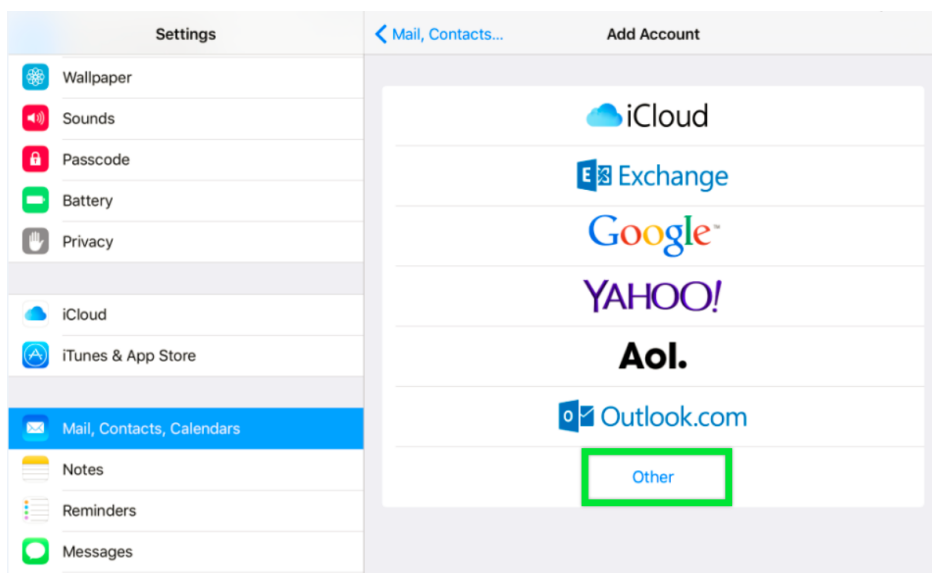 Settings
Wallpaper
Sounds
Passcode
Battery
Privacy
iCloud
iTunes & App Store
Mail, Contacts, Calendars
Notes
Reminders
Messages
Mail, Contacts...
Add Account
iCloud
E Exchange
Google™
YAHOO!
Aol.
o Outlook.com
Other